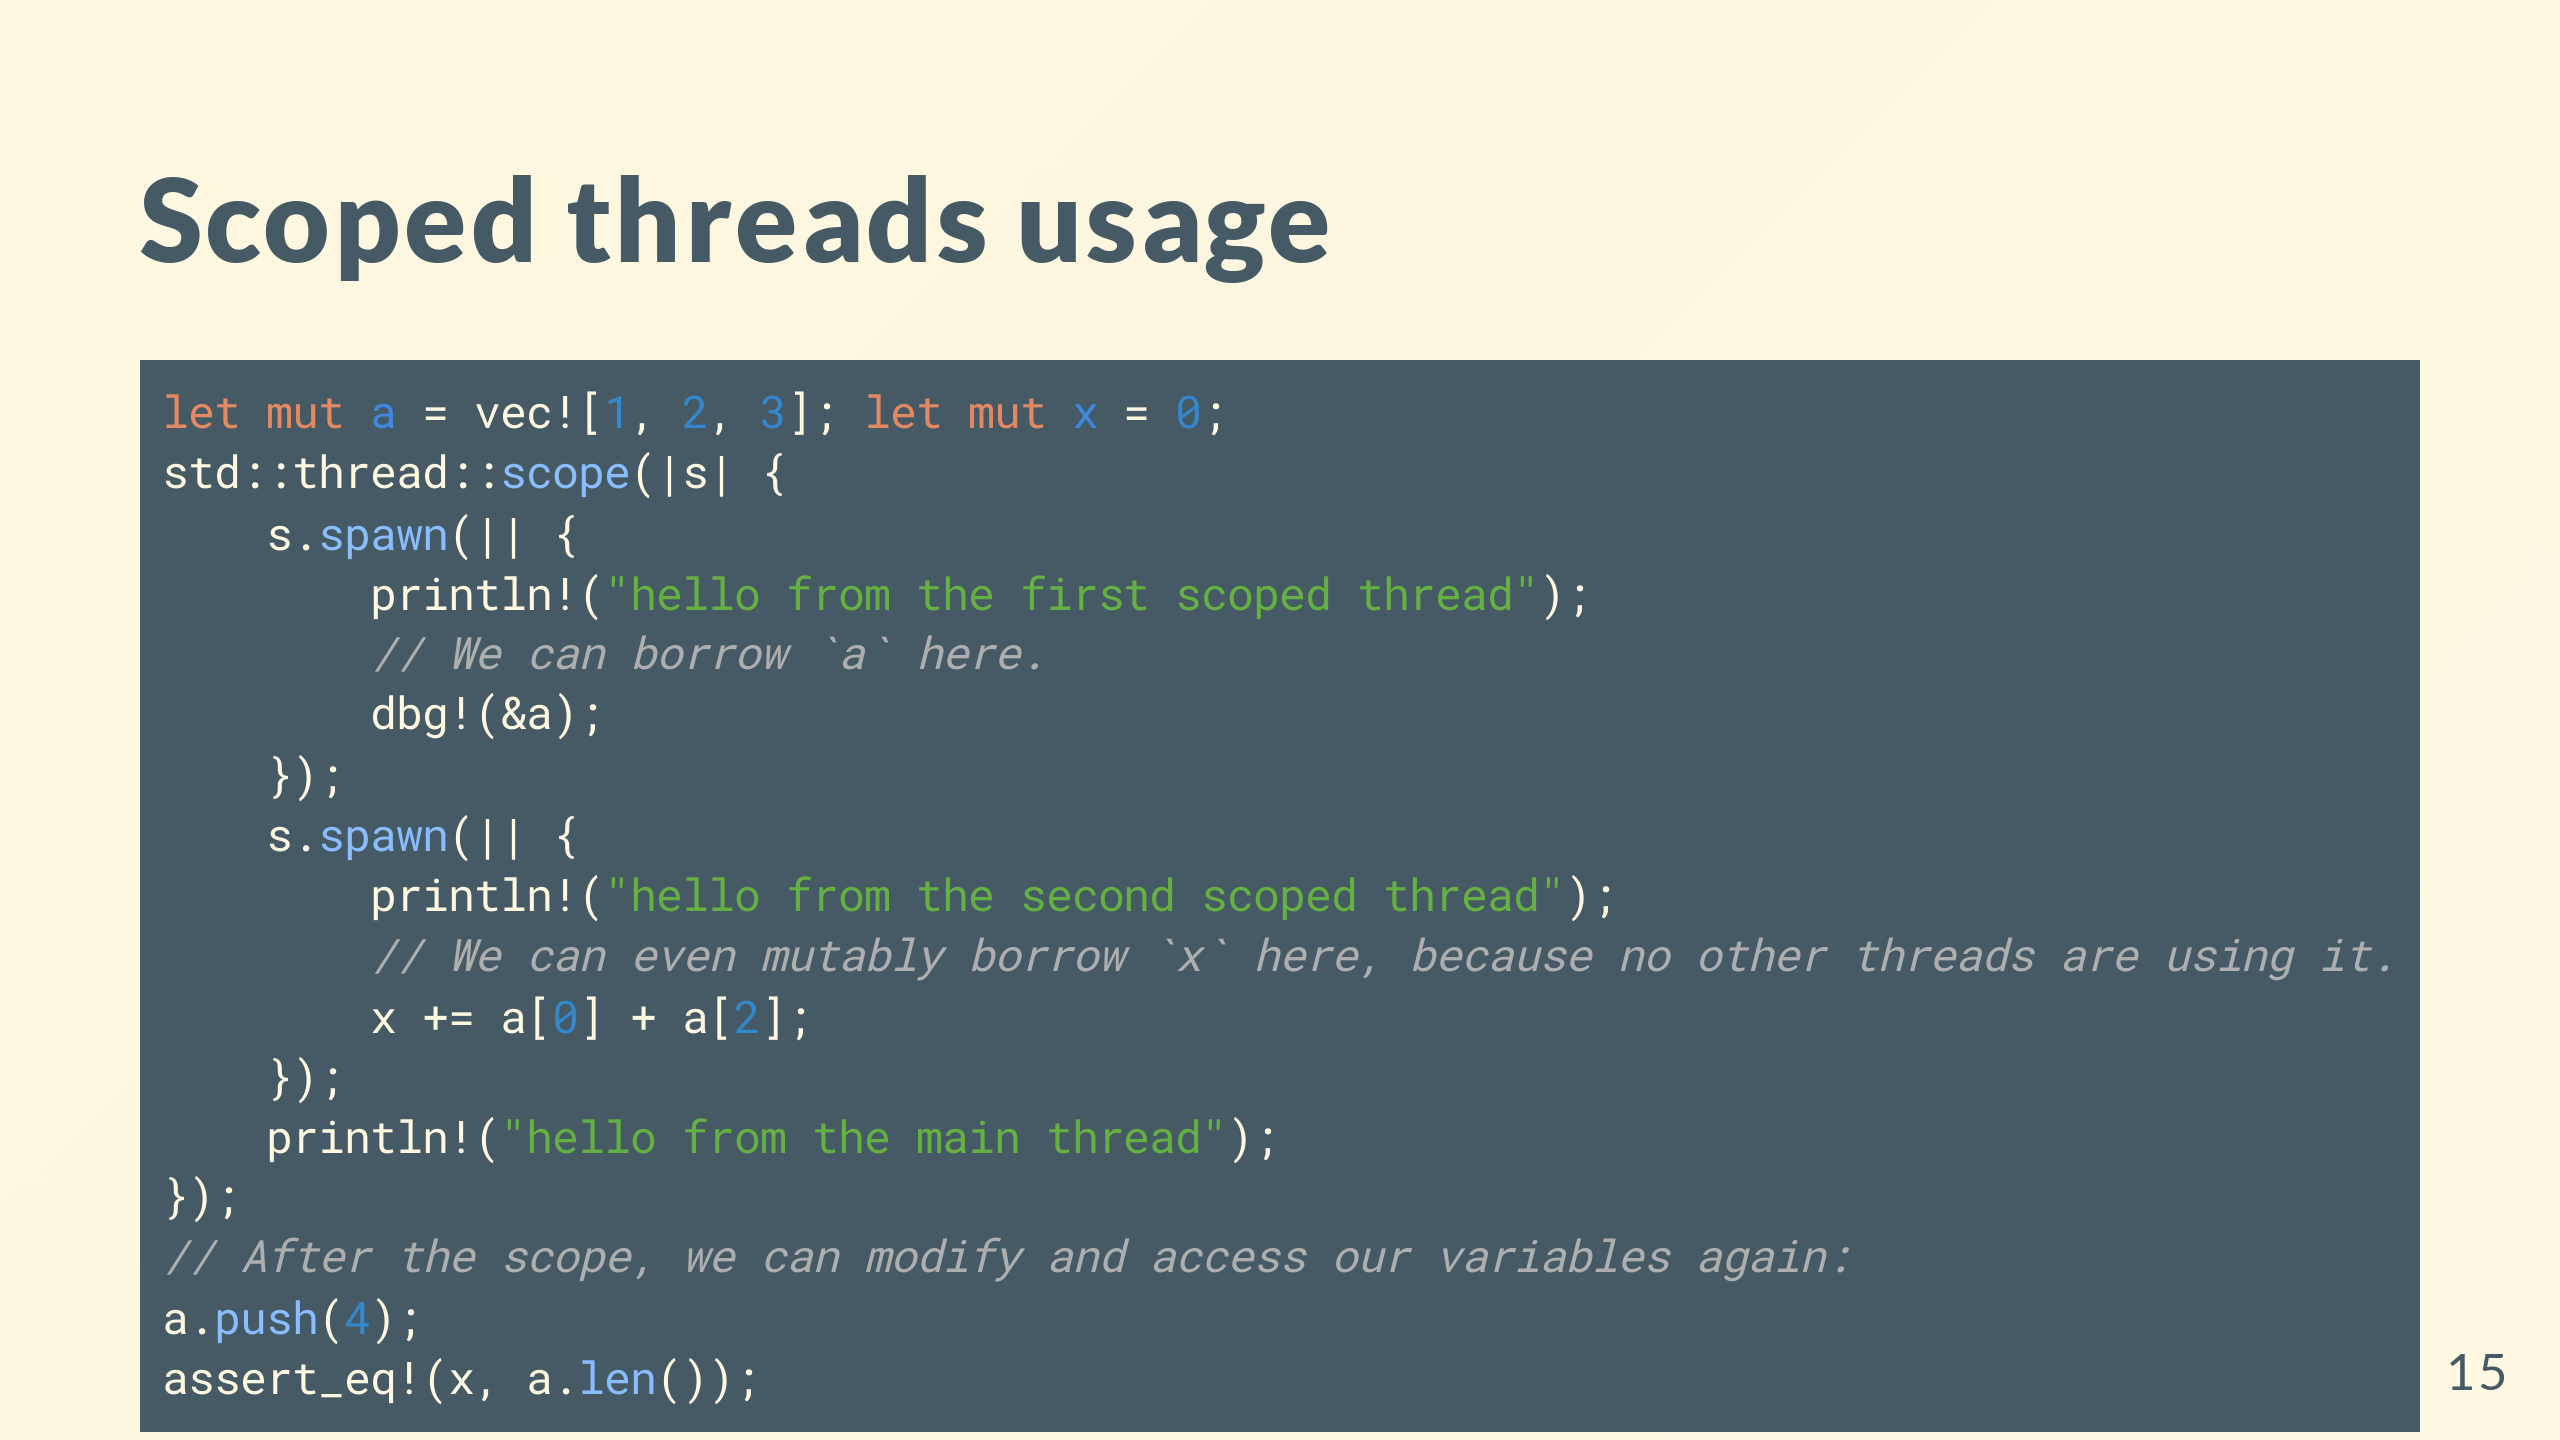 Scoped threads usage
let mut a = vec![1, 2, 3]; let mut x = 0;
std::thread::scope(|s| {
    s.spawn(|| {
        println!("hello from the first scoped thread");
        // We can borrow `a` here.
        dbg!(&a);
    });
    s.spawn(|| {
        println!("hello from the second scoped thread");
        // We can even mutably borrow `x` here, because no other threads are using it.
        x += a[0] + a[2];
    });
    println!("hello from the main thread");
});
// After the scope, we can modify and access our variables again:
a.push(4);
assert_eq!(x, a.len());
15